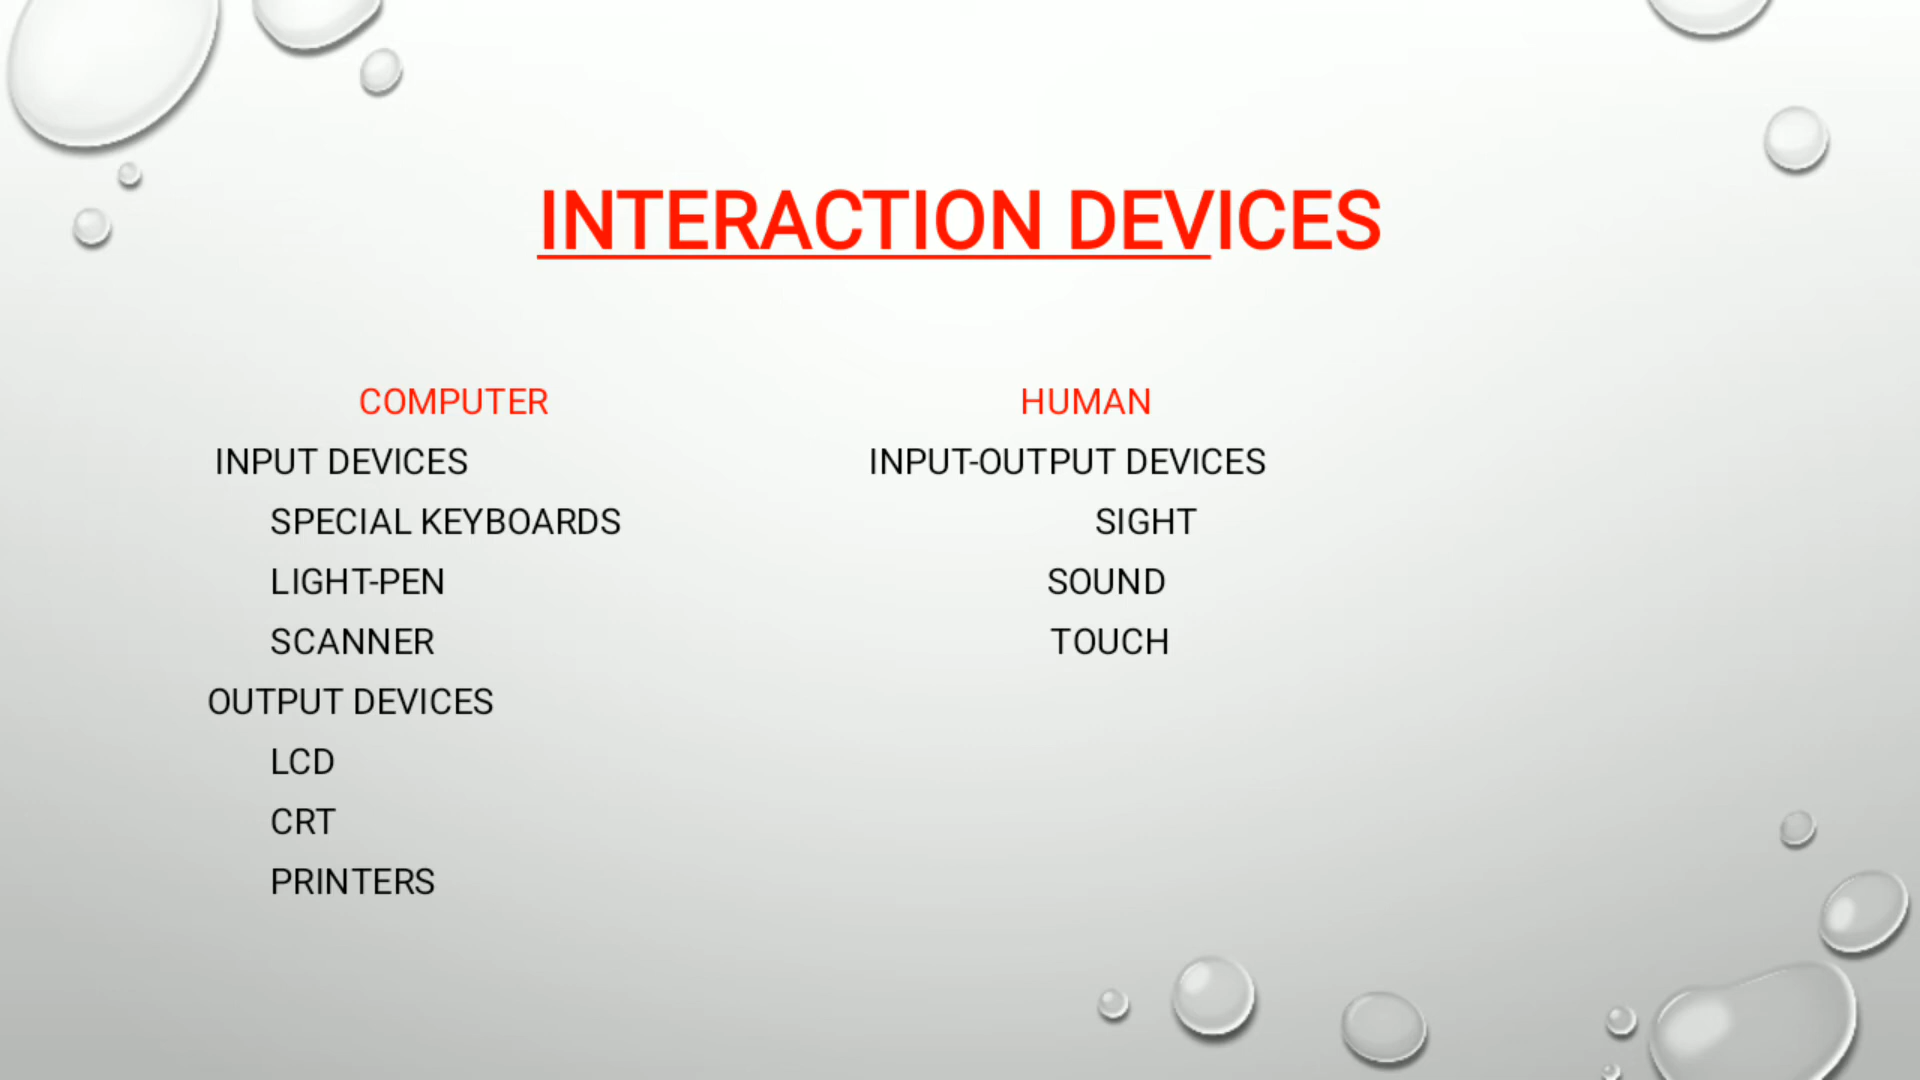 INTERACTION DEVICES
COMPUTER HUMAN
INPUT DEVICES INPUT-OUTPUT DEVICES
SPECIAL KEYBOARDS SIGHT
LIGHT-PEN SOUND
SCANNER TOUCH
OUTPUT DEVICES
LCD
CRT
PRINTERS